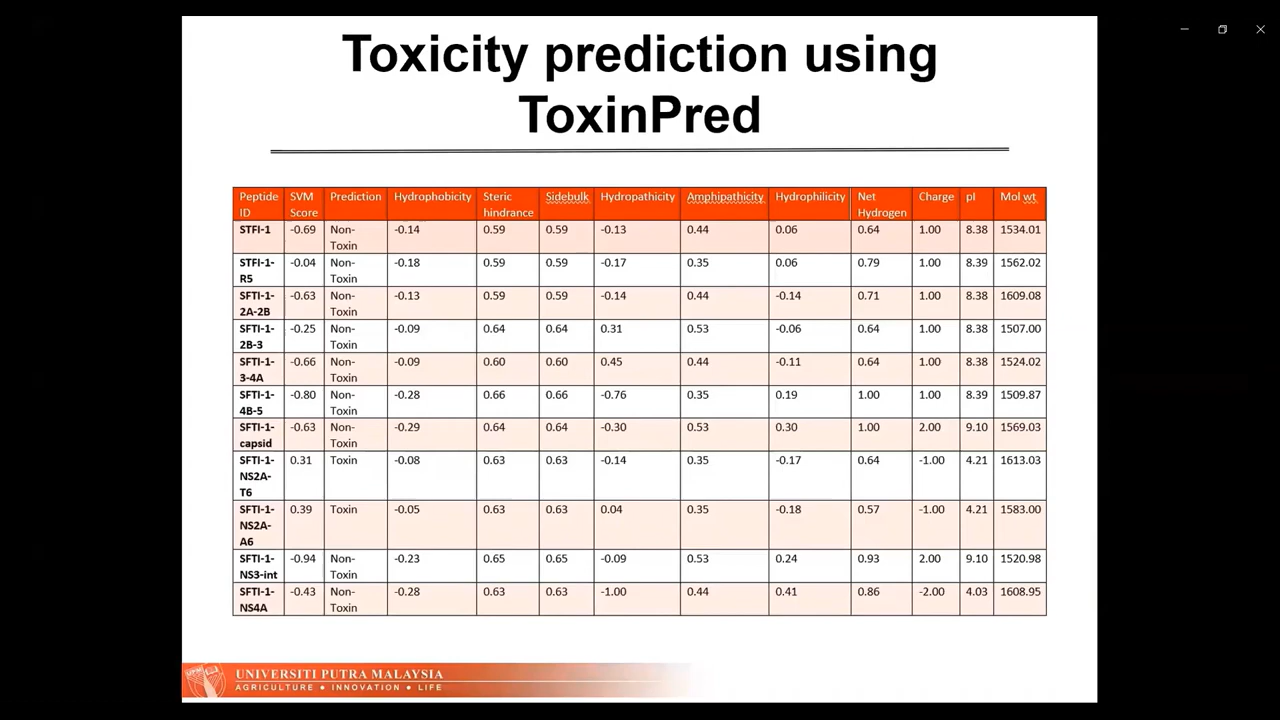 Toxicity prediction using
ToxinPred
Peptide ID SVM Score Prediction Hydrophobicity Steric hindrance Sidebulk Hydropathicity Amphipathicity Hydrophilicity Net Hydrogen Charge pI Mol wt
STFI-1 -0.69 Non-Toxin -0.14 0.59 0.59 -0.13 0.44 0.06 0.64 1.00 8.38 1534.01
STFI-1-R5 -0.04 Non-Toxin -0.18 0.59 0.59 -0.17 0.35 0.06 0.79 1.00 8.39 1562.02
SFTI-1-2A-2B -0.63 Non-Toxin -0.13 0.59 0.59 -0.14 0.44 -0.14 0.71 1.00 8.38 1609.08
SFTI-1-2B-3 -0.25 Non-Toxin -0.09 0.64 0.64 0.31 0.53 -0.06 0.64 1.00 8.38 1507.00
SFTI-1-3-4A -0.66 Non-Toxin -0.09 0.60 0.60 0.45 0.44 -0.11 0.64 1.00 8.38 1524.02
SFTI-1-4B-5 -0.80 Non-Toxin -0.28 0.66 0.66 -0.76 0.35 0.19 1.00 1.00 8.39 1509.87
SFTI-1-capsid -0.63 Non-Toxin -0.29 0.64 0.64 -0.30 0.53 0.30 1.00 2.00 9.10 1569.03
SFTI-1-NS2A-T6 0.31 Toxin -0.08 0.63 0.63 -0.14 0.35 -0.17 0.64 -1.00 4.21 1613.03
SFTI-1-NS2A-A6 0.39 Toxin -0.05 0.63 0.63 0.04 0.35 -0.18 0.57 -1.00 4.21 1583.00
SFTI-1-NS3-int -0.94 Non-Toxin -0.23 0.65 0.65 -0.09 0.53 0.24 0.93 2.00 9.10 1520.98
SFTI-1-NS4A -0.43 Non-Toxin -0.28 0.63 0.63 -1.00 0.44 0.41 0.86 -2.00 4.03 1608.95
UNIVERSITI PUTRA MALAYSIA
AGRICULTURE • INNOVATION • LIFE